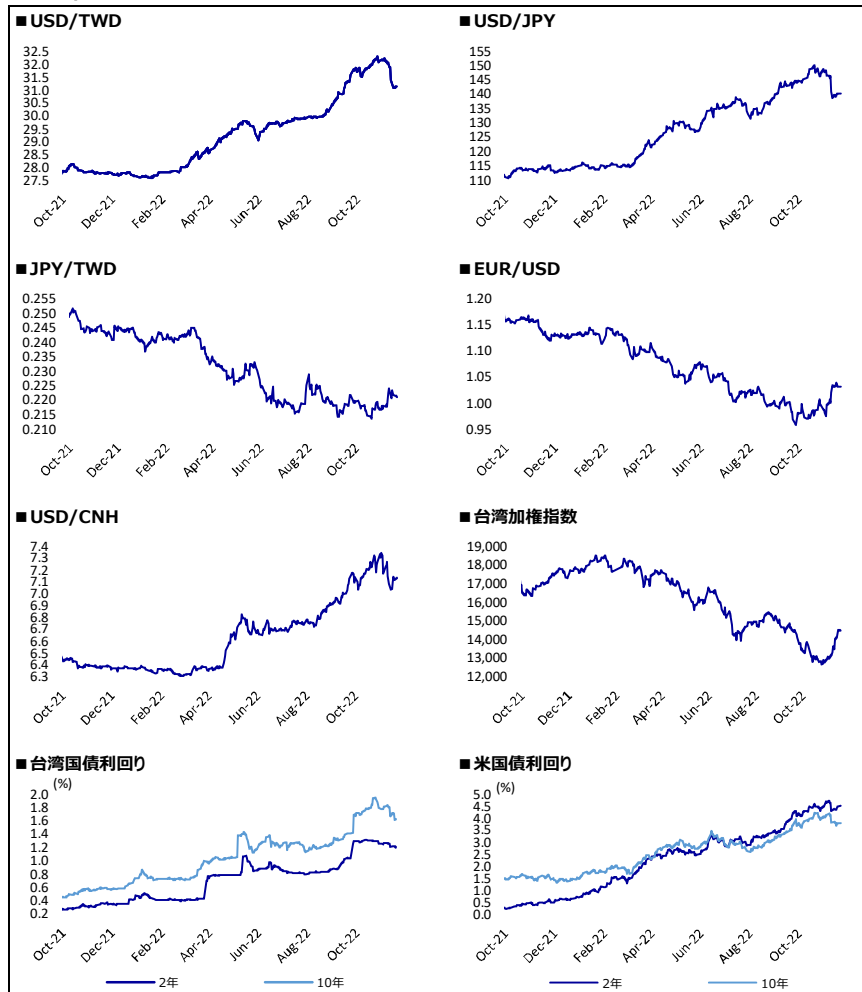 ■ USD/TWD
32.5
32.0
31.5
31.0
30.5
30.0
29.5
29.0
28.5
28.0
27.5
Oct-21
Dec-21
Feb-22
Apr-22
Jun-22
Aug-22
Oct-22
■ USD/JPY
155
150
145
140
135
130
125
120
115
110
Oct-21
Dec-21
Feb-22
Apr-22
Jun-22
Aug-22
Oct-22
■ JPY/TWD
0.255
0.250
0.245
0.240
0.235
0.230
0.225
0.220
0.215
0.210
Oct-21
Dec-21
Feb-22
Apr-22
Jun-22
Aug-22
Oct-22
■ EUR/USD
1.20
1.15
1.10
1.05
1.00
0.95
Oct-21
Dec-21
Feb-22
Apr-22
Jun-22
Aug-22
Oct-22
■ USD/CNH
7.4
7.3
7.2
7.1
6.9
6.8
6.7
6.6
6.5
6.4
6.3
Oct-21
Dec-21
Feb-22
Apr-22
Jun-22
Aug-22
Oct-22
■ 台湾加権指数
19,000
18,000
17,000
16,000
15,000
14,000
13,000
12,000
Oct-21
Dec-21
Feb-22
Apr-22
Jun-22
Aug-22
Oct-22
■ 台湾国債利回り
(%)
2.0
1.8
1.6
1.4
1.2
1.0
0.8
0.6
0.4
0.2
Oct-21
Dec-21
Feb-22
Apr-22
Jun-22
Aug-22
Oct-22
2年
10年
■ 米国債利回り
(%)
5.0
4.5
4.0
3.5
3.0
2.5
2.0
1.5
1.0
0.5
0.0
Oct-21
Dec-21
Feb-22
Apr-22
Jun-22
Aug-22
Oct-22
2年
10年